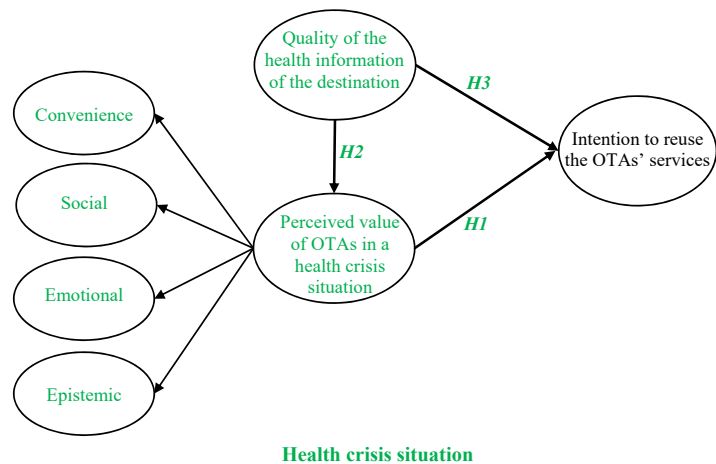 Quality of the
health information
of the destination
Convenience
H3
Intention to reuse
the OTAs’ services
H2
Social
Perceived value
of OTAs in a
health crisis
situation
H1
Emotional
Epistemic
Health crisis situation